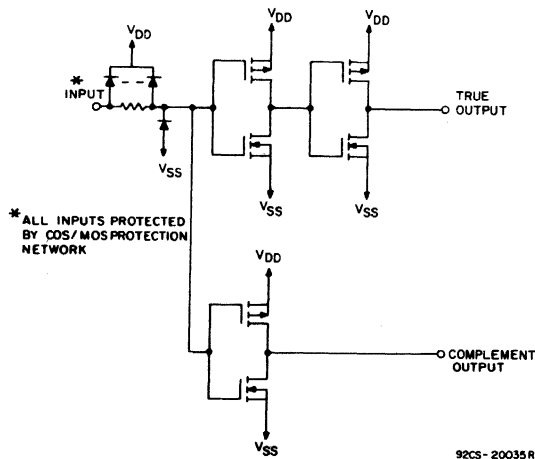 VDD
VDD
VDD
*
INPUT
TRUE
OUTPUT
VSS
VSS
VSS
*ALL INPUTS PROTECTED
BY COS/MOS PROTECTION
NETWORK
VDD
COMPLEMENT
OUTPUT
VSS
92CS-20035R